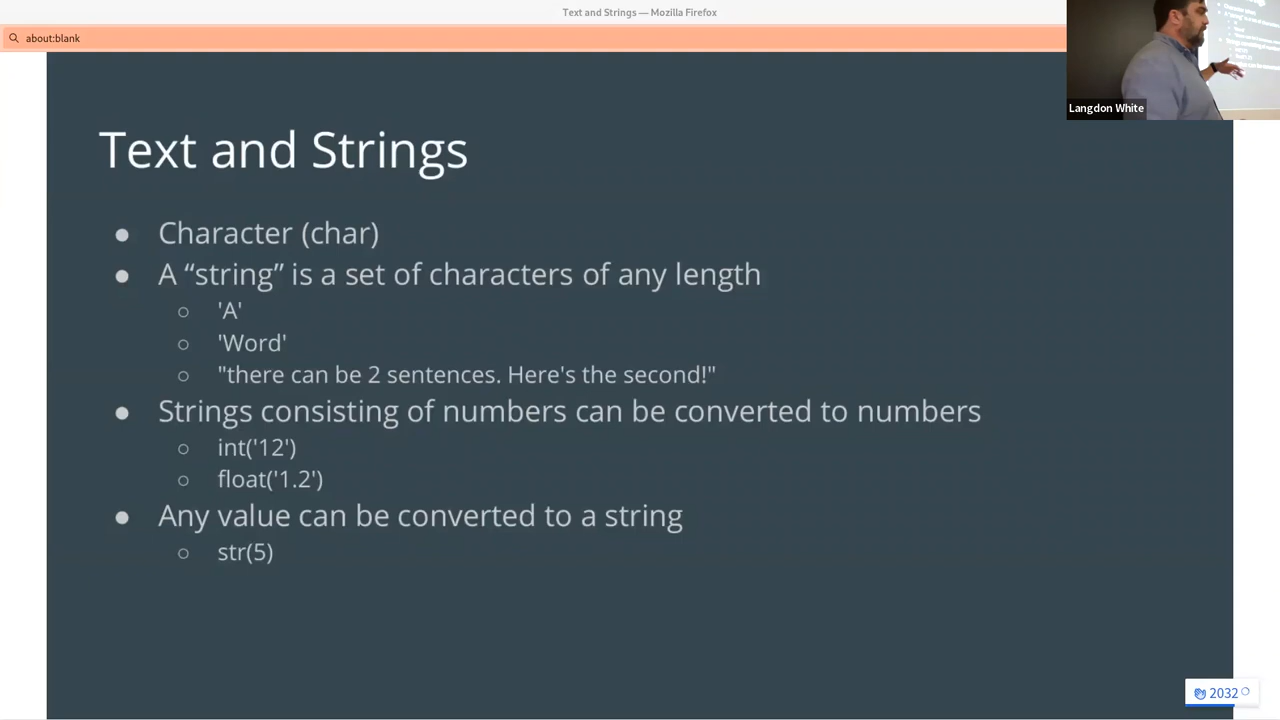 Text and Strings — Mozilla Firefox
about:blank
Langdon White
Text and Strings
● Character (char)
● A “string” is a set of characters of any length
○ 'A'
○ 'Word'
○ "there can be 2 sentences. Here's the second!"
● Strings consisting of numbers can be converted to numbers
○ int('12')
○ float('1.2')
● Any value can be converted to a string
○ str(5)
2032